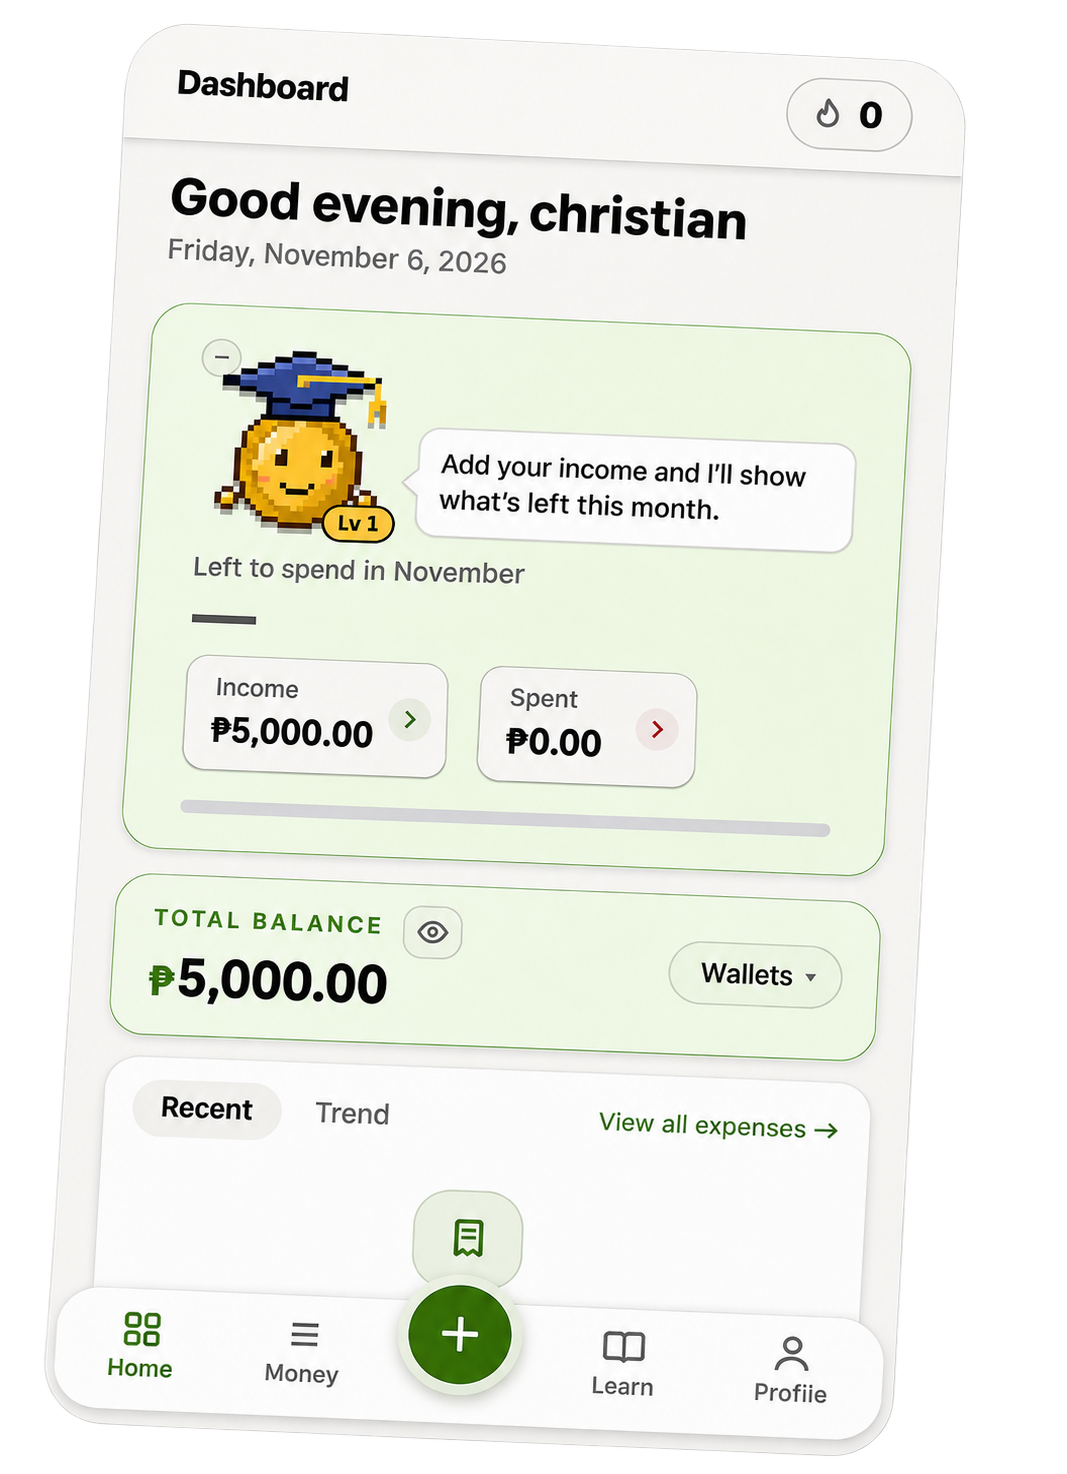 Dashboard
0
Good evening, christian
Friday, November 6, 2026
Add your income and I'll show
what's left this month.
Lv 1
Left to spend in November
Income
₱5,000.00
Spent
₱0.00
TOTAL BALANCE
₱5,000.00
Wallets
Recent
Trend
View all expenses →
Home
Money
Learn
Profiie